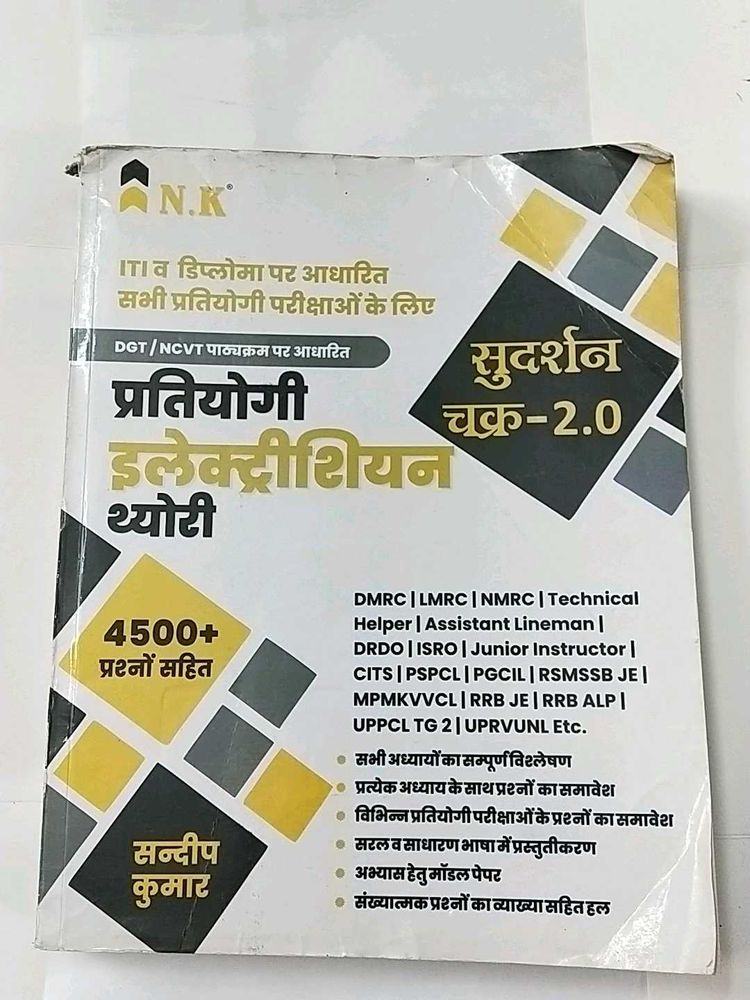 N.K®
ITI व डिप्लोमा पर आधारित
सभी प्रतियोगी परीक्षाओं के लिए
DGT / NCVT पाठ्यक्रम पर आधारित
सुदर्शन
चक्र-2.0
प्रतियोगी
इलेक्ट्रीशियन
थ्योरी
4500+
प्रश्नों सहित
DMRC | LMRC | NMRC | Technical
Helper | Assistant Lineman |
DRDO | ISRO | Junior Instructor |
CITS | PSPCL | PGCIL | RSMSSB JE |
MPMKVVCL | RRB JE | RRB ALP |
UPPCL TG 2 | UPRVUNL Etc.
सभी अध्यायों का सम्पूर्ण विश्लेषण
प्रत्येक अध्याय के साथ प्रश्नों का समावेश
विभिन्न प्रतियोगी परीक्षाओं के प्रश्नों का समावेश
सरल व साधारण भाषा में प्रस्तुतीकरण
अभ्यास हेतु मॉडल पेपर
संख्यात्मक प्रश्नों का व्याख्या सहित हल
सन्दीप
कुमार